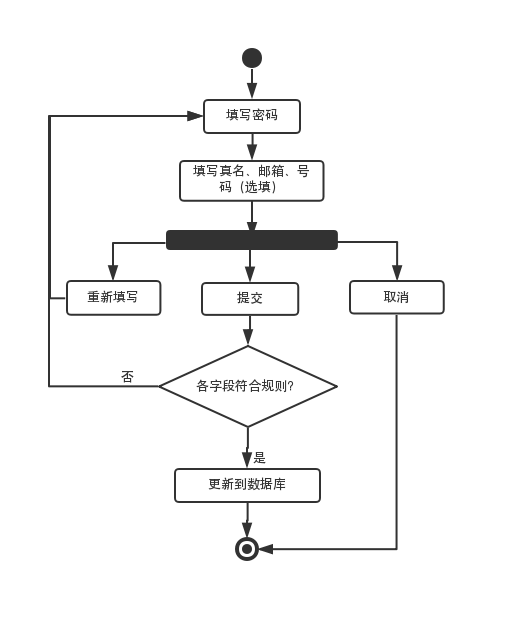 填写密码
填写真名、邮箱、号
码（选填）
重新填写
提交
取消
否
各字段符合规则？
是
更新到数据库